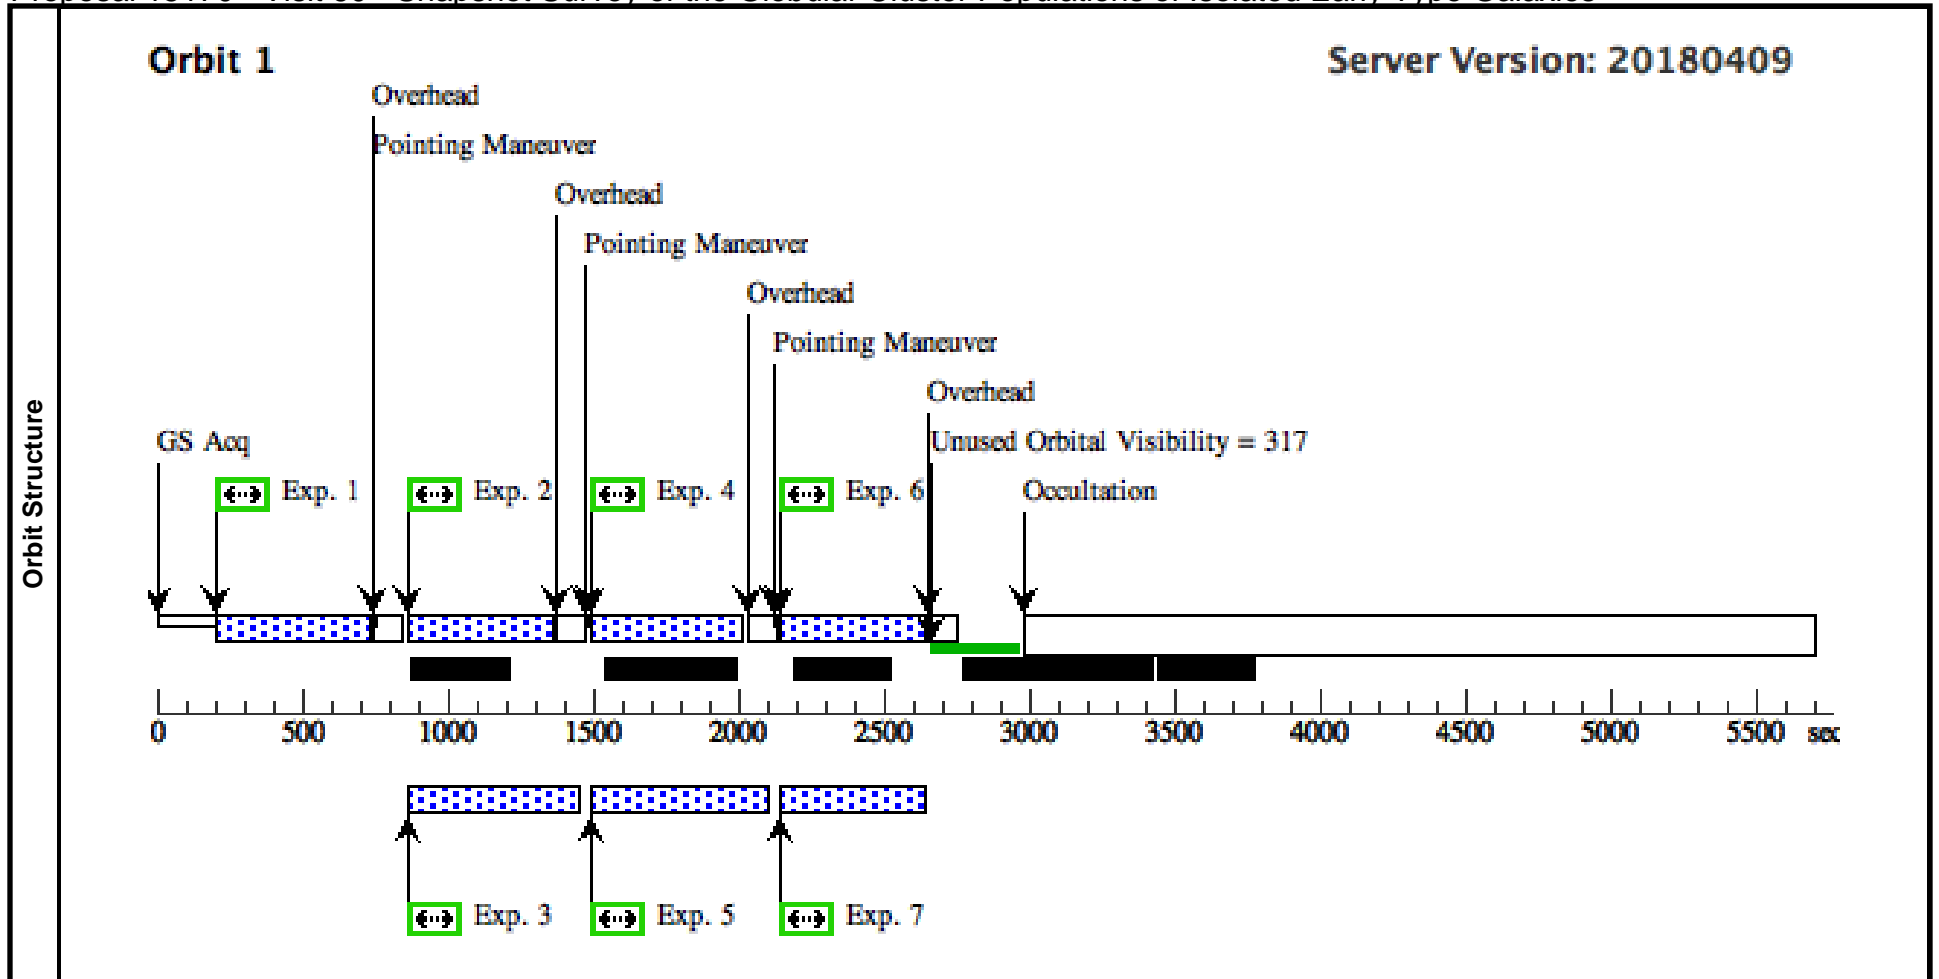 Orbit 1
Server Version: 20180409
Overhead
Pointing Maneuver
Overhead
Pointing Maneuver
Overhead
Pointing Maneuver
Overhead
GS Acq
Unused Orbital Visibility = 317
Exp. 1
Exp. 2
Exp. 4
Exp. 6
Occultation
Orbit Structure
0 500 1000 1500 2000 2500 3000 3500 4000 4500 5000 5500 sec
Exp. 3
Exp. 5
Exp. 7